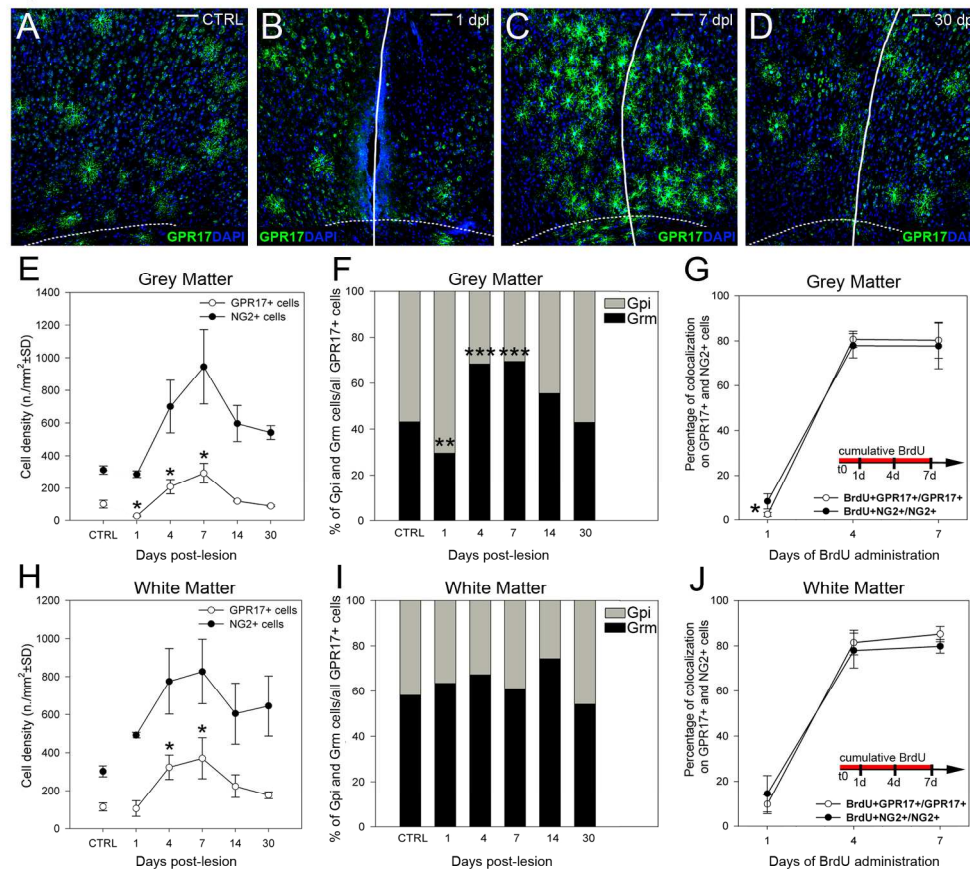 A
CTRL
GPR17DAPI
B
1 dpl
GPR17DAPI
C
7 dpl
GPR17DAPI
D
30 dpl
GPR17DAPI
E
Grey Matter
Cell density (n./mm²±SD)
1400
1200
1000
800
600
400
200
0
GPR17+ cells
NG2+ cells
*
*
*
CTRL 1 4 7 14 30
Days post-lesion
F
Grey Matter
% of Gpi and Grm cells/all GPR17+ cells
100
80
60
40
20
0
Gpi
Grm
**
***
***
CTRL 1 4 7 14 30
Days post-lesion
G
Grey Matter
Percentage of colocalization
on GPR17+ and NG2+ cells
100
80
60
40
20
0
cumulative BrdU
t0 1d 4d 7d
BrdU+GPR17+/GPR17+
BrdU+NG2+/NG2+
*
1 4 7
Days of BrdU administration
H
White Matter
Cell density (n./mm²±SD)
1200
1000
800
600
400
200
0
GPR17+ cells
NG2+ cells
*
*
CTRL 1 4 7 14 30
Days post-lesion
I
White Matter
% of Gpi and Grm cells/all GPR17+ cells
100
80
60
40
20
0
Gpi
Grm
CTRL 1 4 7 14 30
Days post-lesion
J
White Matter
Percentage of colocalization
on GPR17+ and NG2+ cells
100
80
60
40
20
0
cumulative BrdU
t0 1d 4d 7d
BrdU+GPR17+/GPR17+
BrdU+NG2+/NG2+
1 4 7
Days of BrdU administration